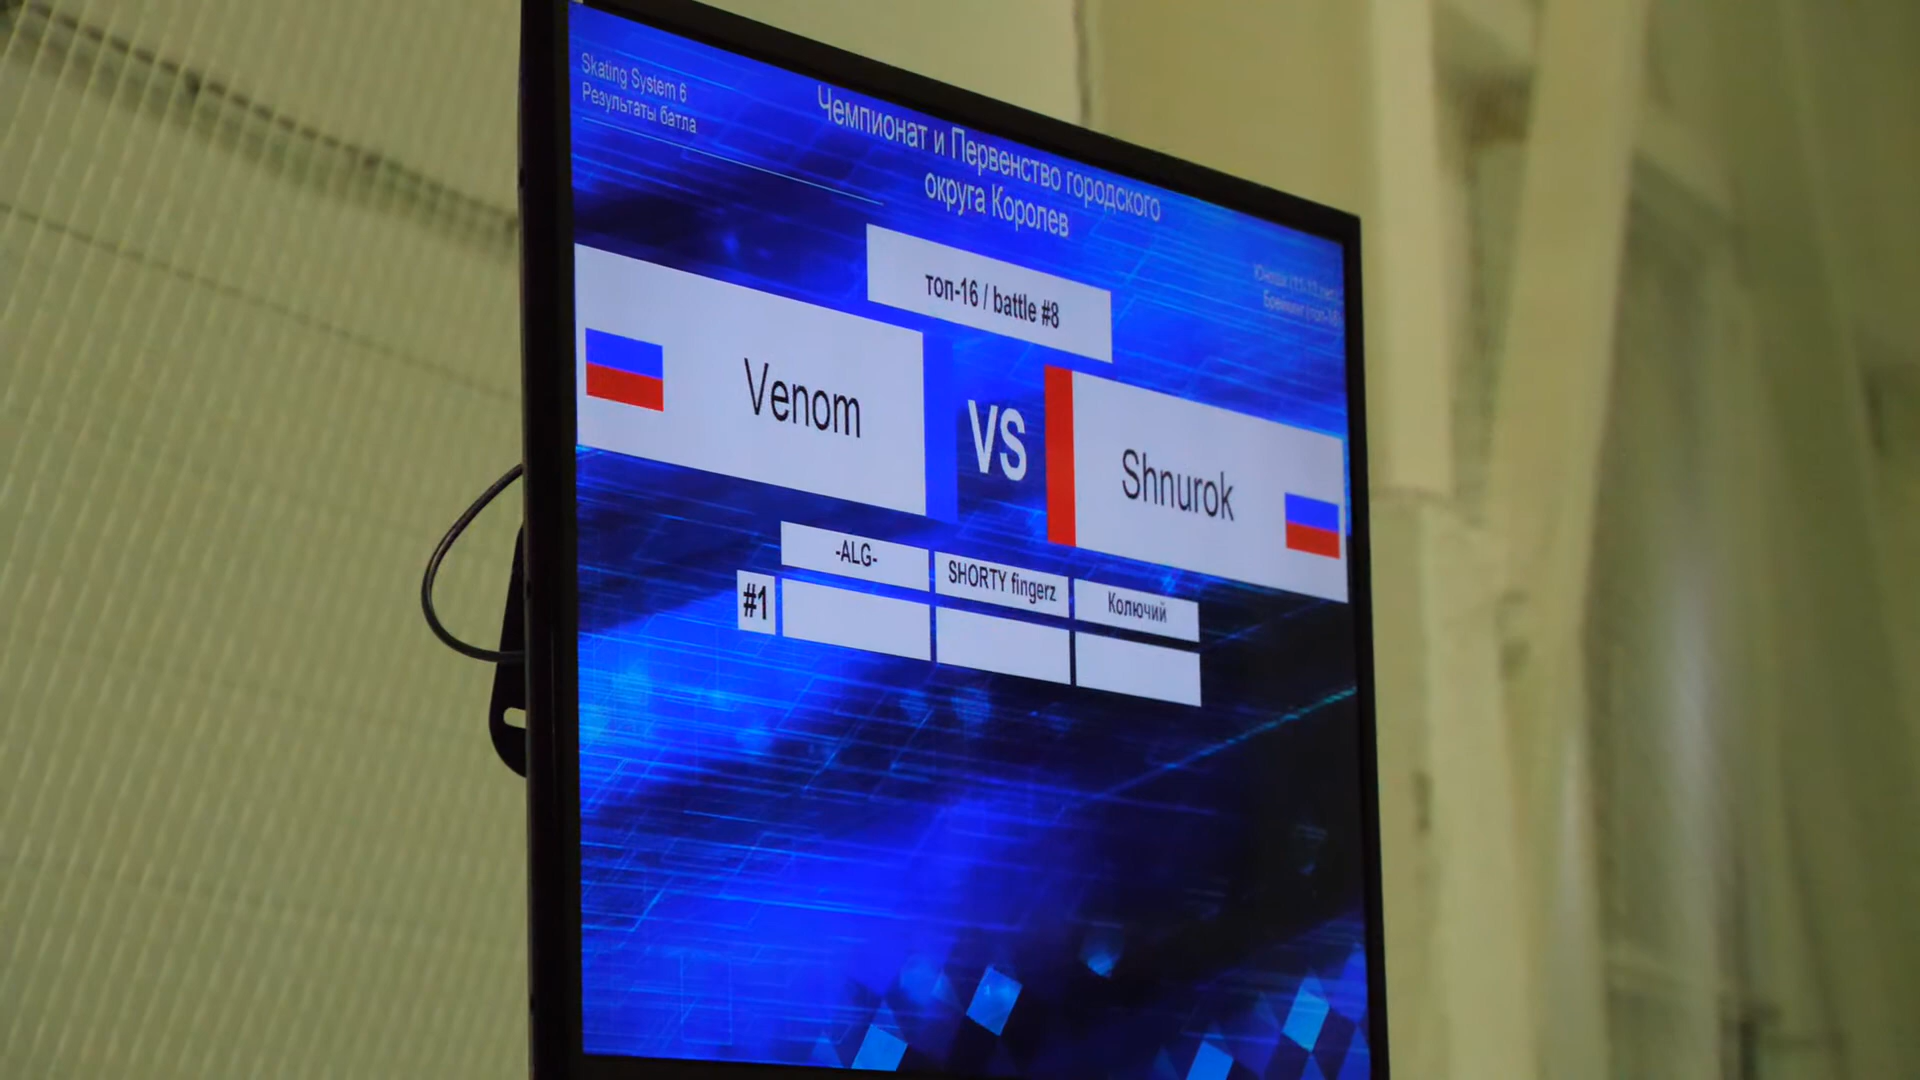 Skating System 6
Результаты батла
Чемпионат и Первенство городского
округа Королев
топ-16 / battle #8
Venom
VS
Shnurok
-ALG-
SHORTY fingerz
Колючий
#1